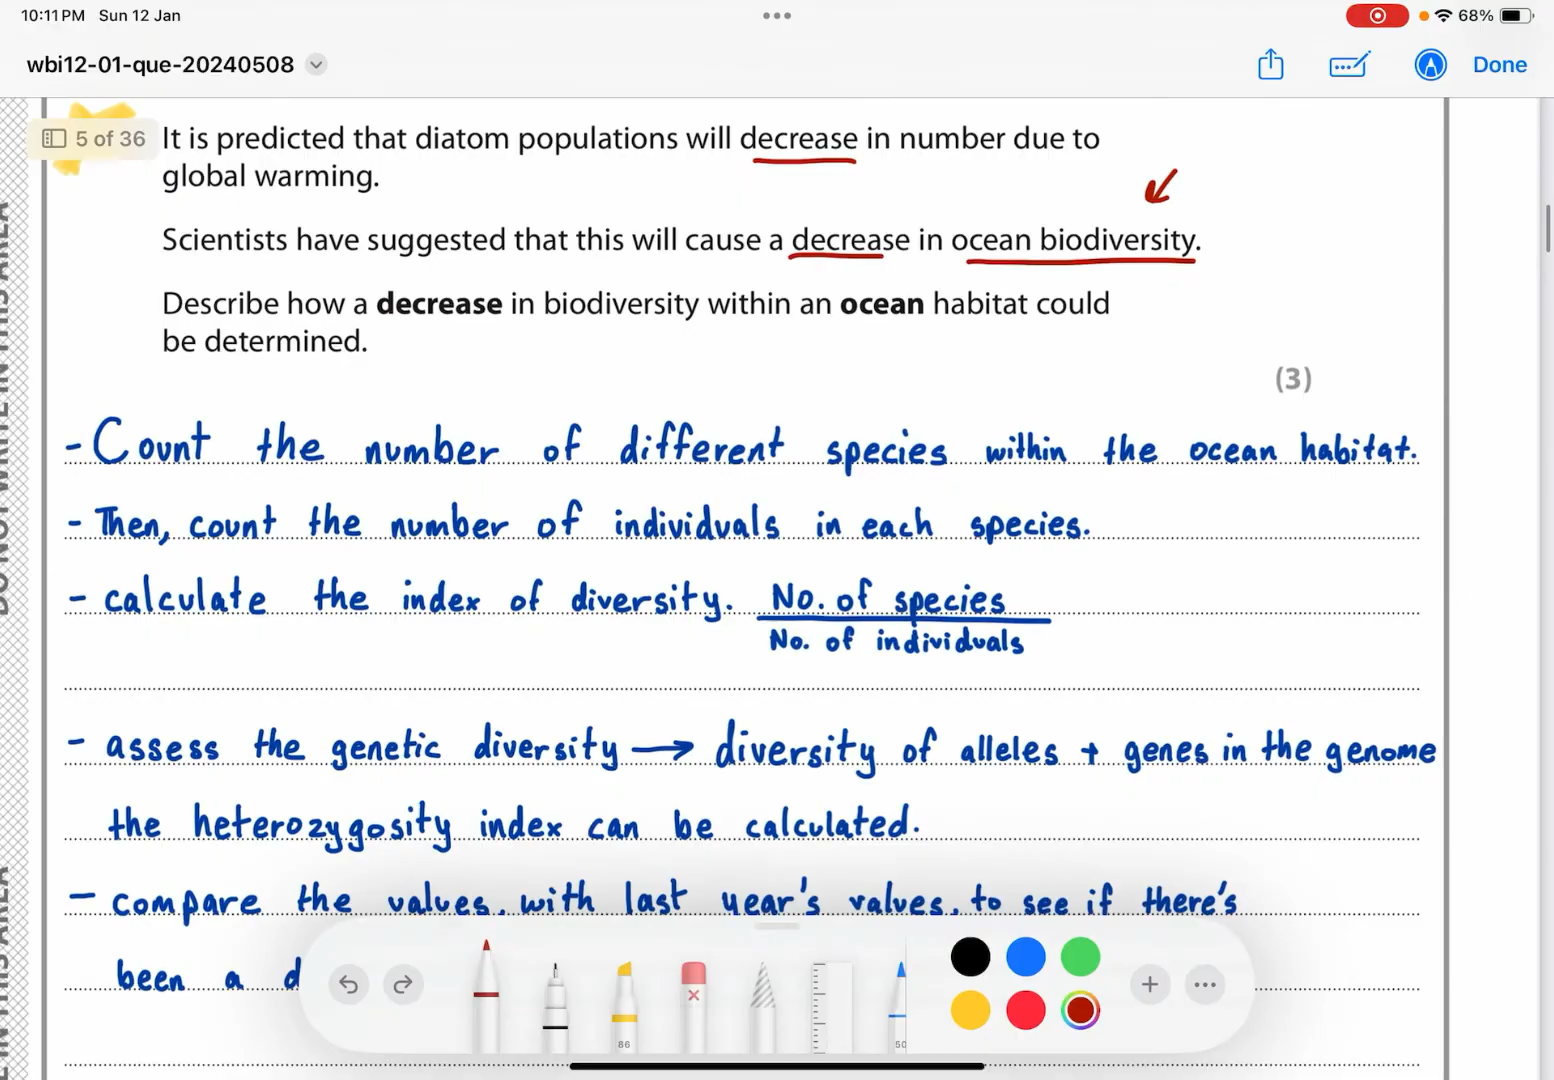 10:11 PM Sun 12 Jan
68%
wbi12-01-que-20240508
Done
5 of 36
It is predicted that diatom populations will decrease in number due to
global warming.
Scientists have suggested that this will cause a decrease in ocean biodiversity.
Describe how a decrease in biodiversity within an ocean habitat could
be determined.
(3)
- Count the number of different species within the ocean habitat.
- Then, count the number of individuals in each species.
- calculate the index of diversity. No. of species
No. of individuals
- assess the genetic diversity → diversity of alleles + genes in the genome
the heterozygosity index can be calculated.
- compare the values, with last year's values, to see if there's
been a d
86
50